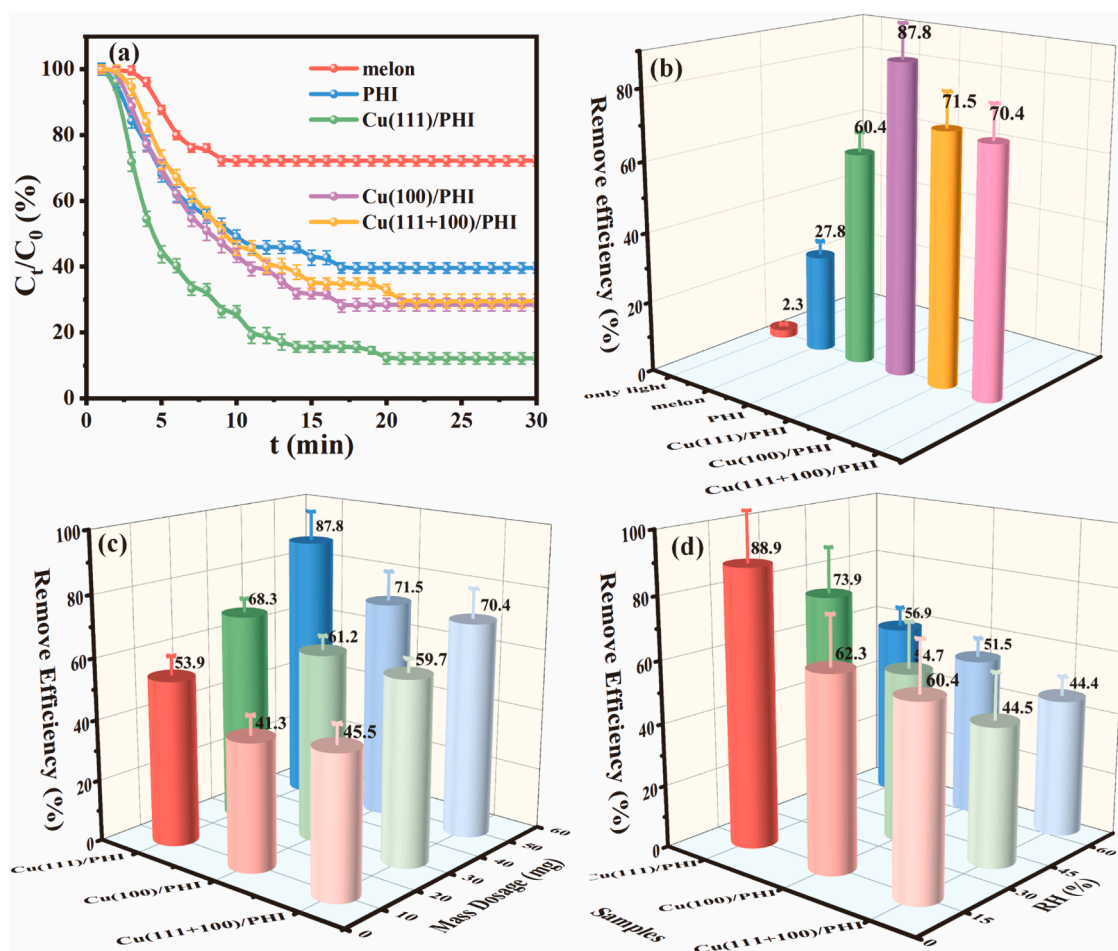 (a)
melon
PHI
Cu(111)/PHI
Cu(100)/PHI
Cu(111+100)/PHI
Ct/C0 (%)
100
80
60
40
20
0
0 5 10 15 20 25 30
t (min)
(b)
Remove efficiency (%)
80
60
40
20
0
2.3
27.8
60.4
87.8
71.5
70.4
only light
melon
PHI
Cu(111)/PHI
Cu(100)/PHI
Cu(111+100)/PHI
(c)
Remove Efficiency (%)
100
80
60
40
20
0
53.9
68.3
87.8
41.3
61.2
71.5
45.5
59.7
70.4
Cu(111)/PHI
Cu(100)/PHI
Cu(111+100)/PHI
0 10 20 30 40 50 60
Mass Dosage (mg)
(d)
Remove Efficiency (%)
100
80
60
40
20
0
88.9
73.9
56.9
62.3
54.7
51.5
60.4
44.5
44.4
Cu(111)/PHI
Cu(100)/PHI
Cu(111+100)/PHI
Samples
0 15 30 45 60
RH (%)